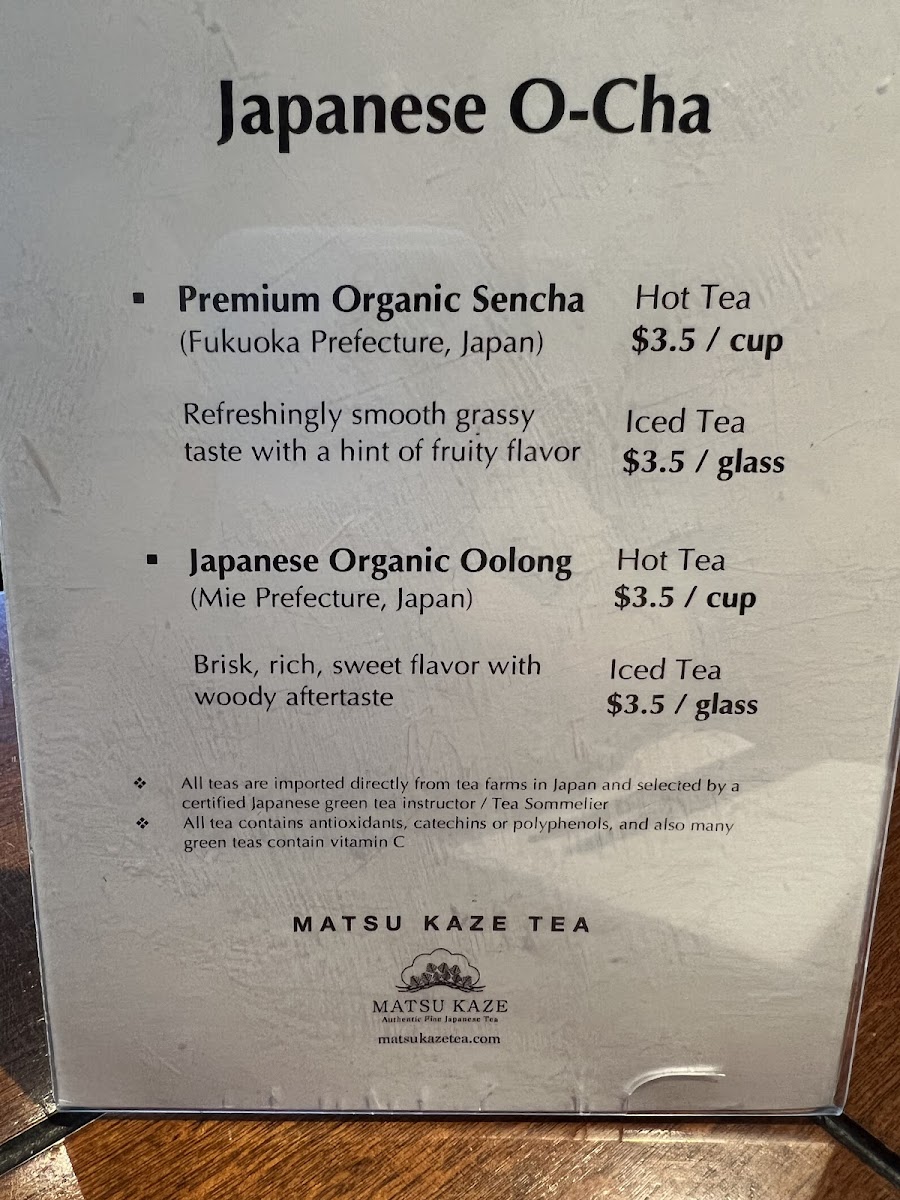 Japanese O-Cha
▪ Premium Organic Sencha
(Fukuoka Prefecture, Japan)
Hot Tea
$3.5 / cup
Refreshingly smooth grassy
taste with a hint of fruity flavor
Iced Tea
$3.5 / glass
▪ Japanese Organic Oolong
(Mie Prefecture, Japan)
Hot Tea
$3.5 / cup
Brisk, rich, sweet flavor with
woody aftertaste
Iced Tea
$3.5 / glass
❖ All teas are imported directly from tea farms in Japan and selected by a
certified Japanese green tea instructor / Tea Sommelier
❖ All tea contains antioxidants, catechins or polyphenols, and also many
green teas contain vitamin C
MATSU KAZE TEA
MATSU KAZE
Authentic Fine Japanese Tea
matsukazetea.com